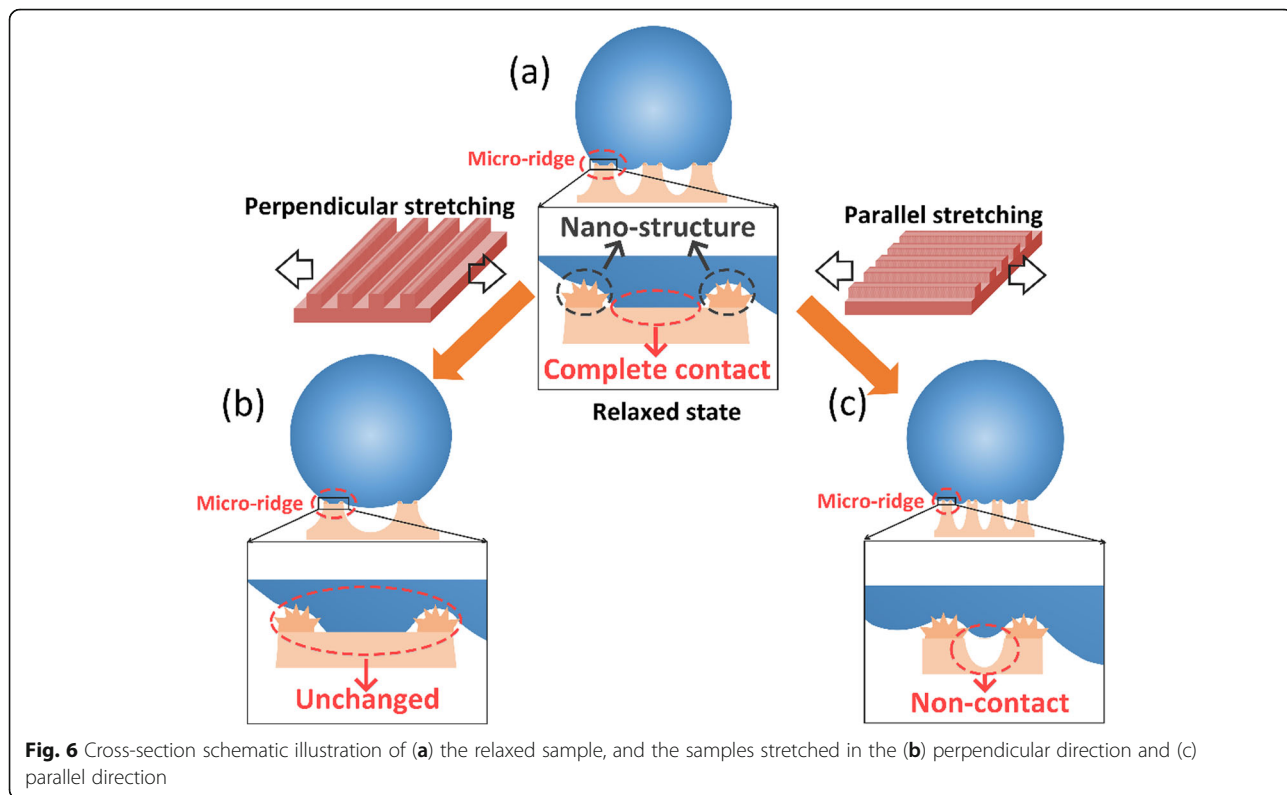 (a)
Micro-ridge
Perpendicular stretching
Parallel stretching
Nano-structure
Complete contact
Relaxed state
(b)
Micro-ridge
Unchanged
(c)
Micro-ridge
Non-contact
Fig. 6 Cross-section schematic illustration of (a) the relaxed sample, and the samples stretched in the (b) perpendicular direction and (c)
parallel direction